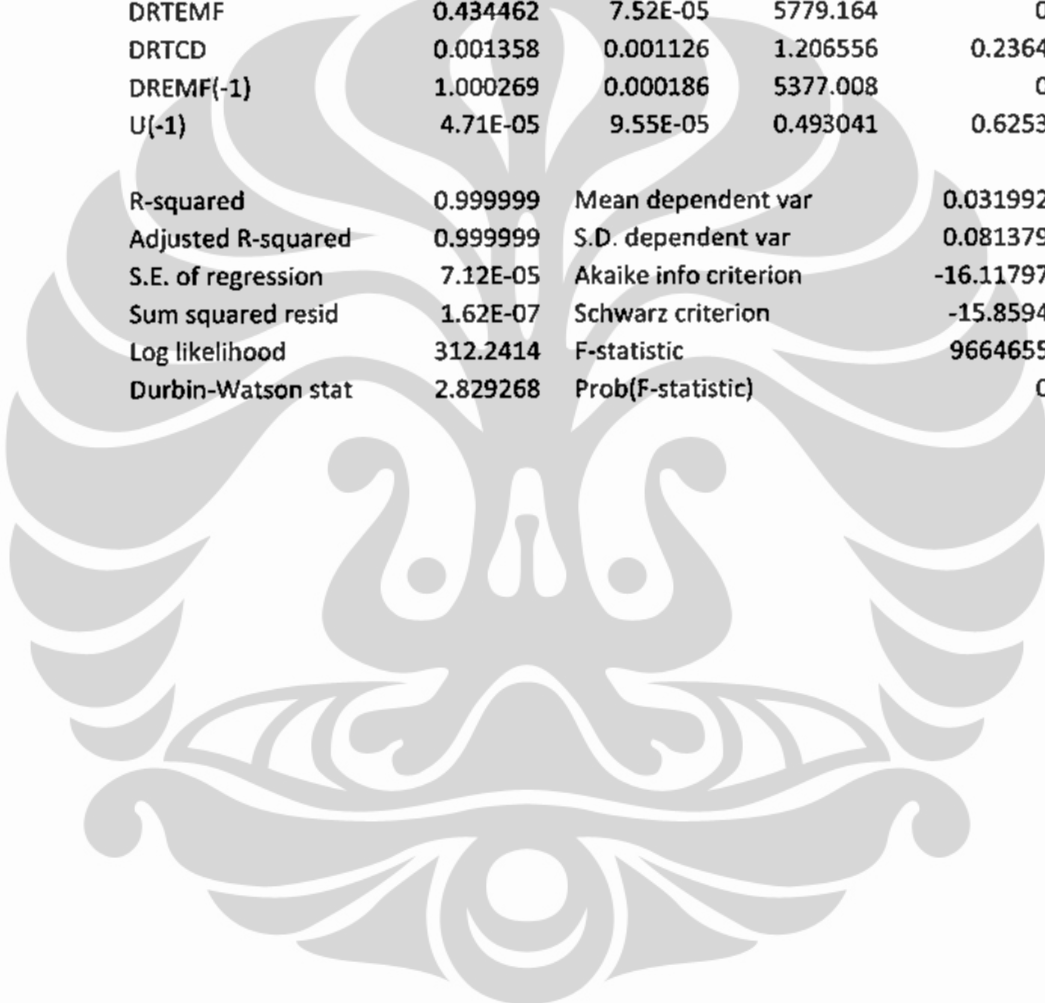 DRTEMF 0.434462 7.52E-05 5779.164 0
DRTCD 0.001358 0.001126 1.206556 0.2364
DREMF(-1) 1.000269 0.000186 5377.008 0
U(-1) 4.71E-05 9.55E-05 0.493041 0.6253
R-squared 0.999999 Mean dependent var 0.031992
Adjusted R-squared 0.999999 S.D. dependent var 0.081379
S.E. of regression 7.12E-05 Akaike info criterion -16.11797
Sum squared resid 1.62E-07 Schwarz criterion -15.8594
Log likelihood 312.2414 F-statistic 9664655
Durbin-Watson stat 2.829268 Prob(F-statistic) 0